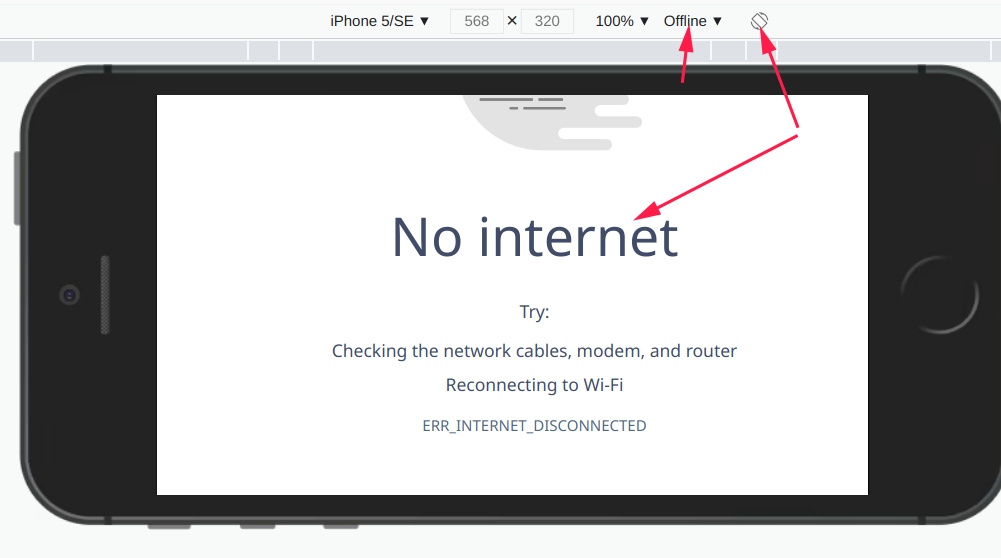 iPhone 5/SE ▼ 568 × 320 100% ▼ Offline ▼
No internet
Try:
Checking the network cables, modem, and router
Reconnecting to Wi-Fi
ERR_INTERNET_DISCONNECTED